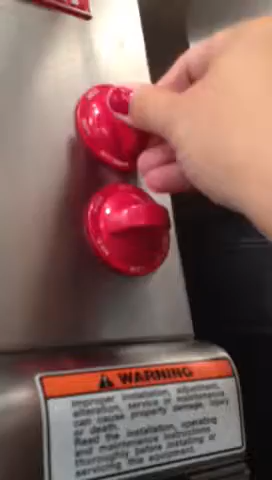 WARNING
Improper installation, adjustment,
alteration, service or maintenance
can cause property damage, injury
or death.
Read the installation, operating
and maintenance instructions
thoroughly before installing or
servicing this equipment.